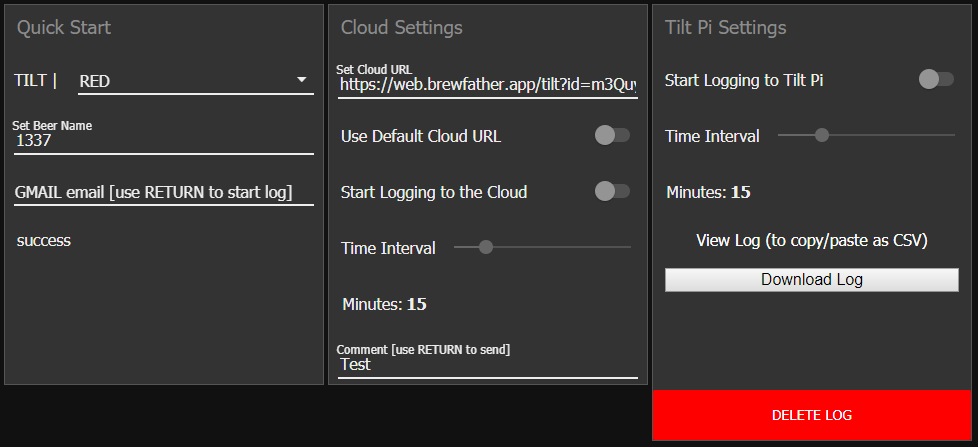 Quick Start
TILT | RED
Set Beer Name
1337
GMAIL email [use RETURN to start log]
success
Cloud Settings
Set Cloud URL
https://web.brewfather.app/tilt?id=m3Quy
Use Default Cloud URL
Start Logging to the Cloud
Time Interval
Minutes: 15
Comment [use RETURN to send]
Test
Tilt Pi Settings
Start Logging to Tilt Pi
Time Interval
Minutes: 15
View Log (to copy/paste as CSV)
Download Log
DELETE LOG